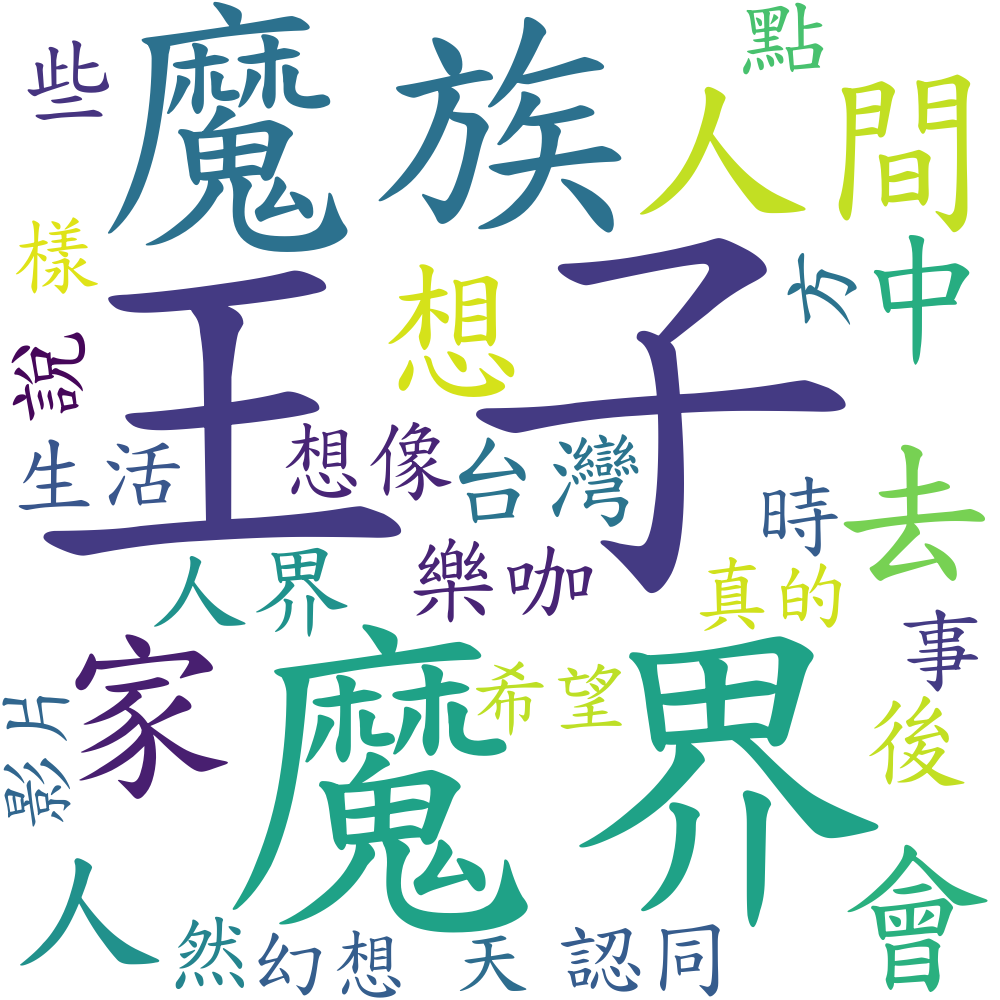 些
魔族
點
人間
樣
王子
想
方
中
說
生活
想像
台灣
時
去
人界
樂咖
真的
事
家
魔界
希望
後
影片
人
然
幻想
天
認同
會